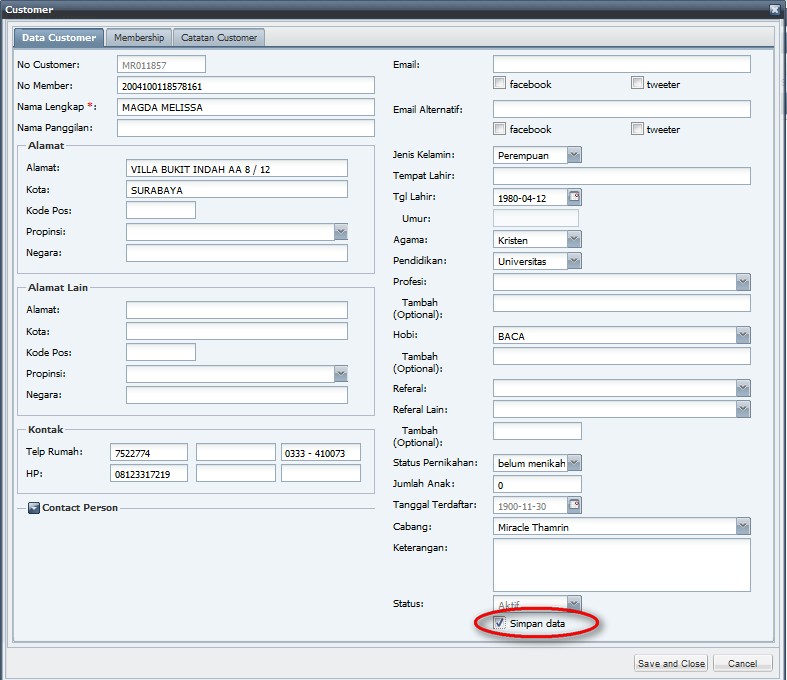 Customer
Data Customer Membership Catatan Customer
No Customer: MR011857
No Member: 2004100118578161
Nama Lengkap *: MAGDA MELISSA
Nama Panggilan:
Alamat
Alamat: VILLA BUKIT INDAH AA 8 / 12
Kota: SURABAYA
Kode Pos:
Propinsi:
Negara:
Alamat Lain
Alamat:
Kota:
Kode Pos:
Propinsi:
Negara:
Kontak
Telp Rumah: 7522774 0333 - 410073
HP: 08123317219
Contact Person
Email:
facebook tweeter
Email Alternatif:
facebook tweeter
Jenis Kelamin: Perempuan
Tempat Lahir:
Tgl Lahir: 1980-04-12
Umur:
Agama: Kristen
Pendidikan: Universitas
Profesi:
Tambah
(Optional):
Hobi: BACA
Tambah
(Optional):
Referal:
Referal Lain:
Tambah
(Optional):
Status Pernikahan: belum menikah
Jumlah Anak: 0
Tanggal Terdaftar: 1900-11-30
Cabang: Miracle Thamrin
Keterangan:
Status: Aktif
Simpan data
Save and Close Cancel